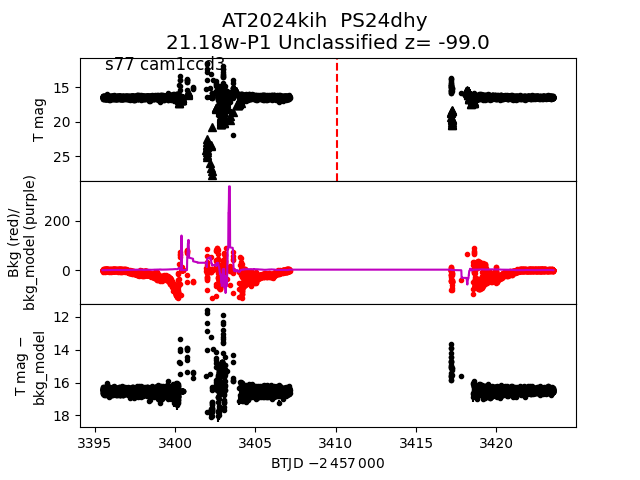 AT2024kih  PS24dhy
21.18w-P1 Unclassified z= -99.0
s77 cam1ccd3
T mag
15
20
25
Bkg (red)/
bkg_model (purple)
200
0
T mag −
bkg_model
12
14
16
18
3395
3400
3405
3410
3415
3420
BTJD −2 457 000